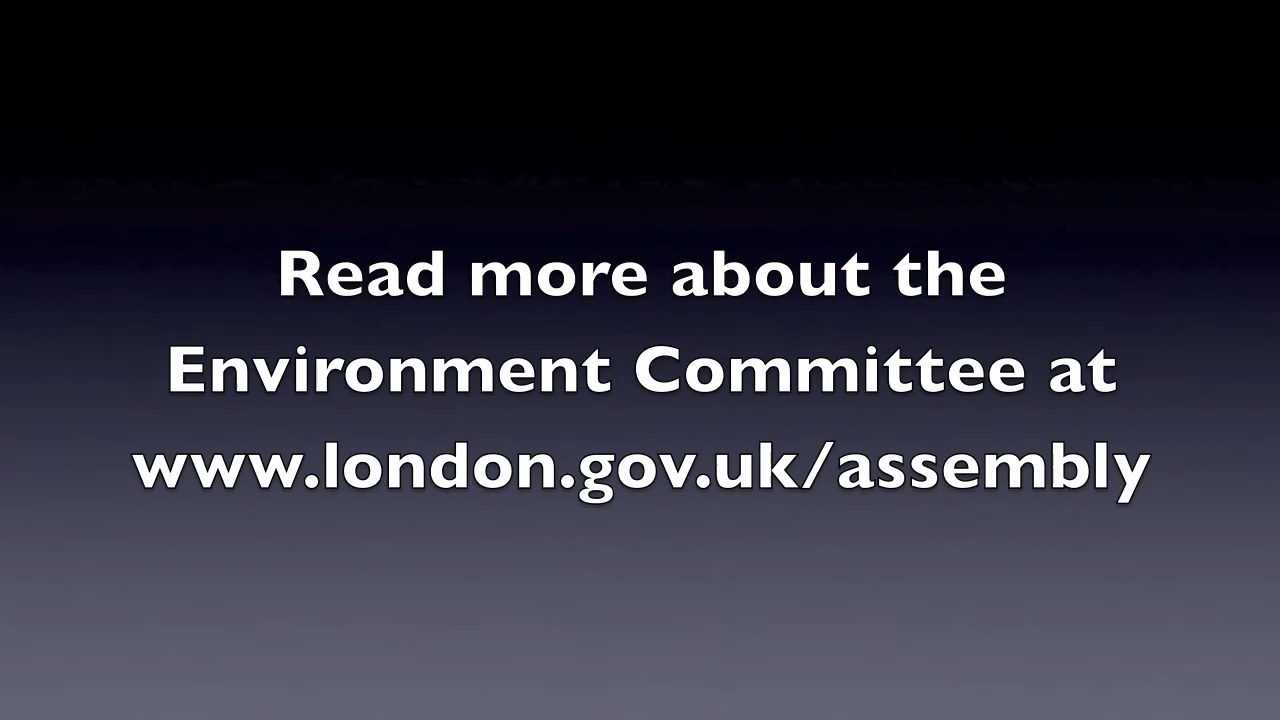 Read more about the
Environment Committee at
www.london.gov.uk/assembly